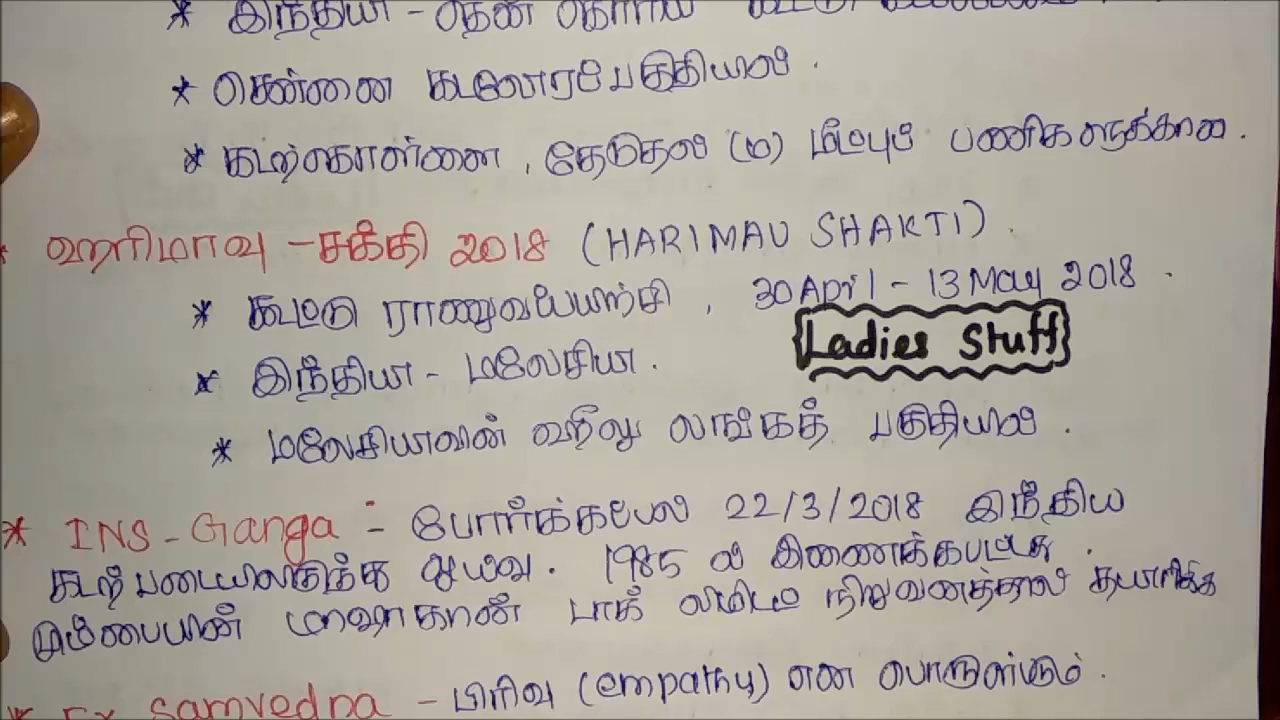 * இந்தியா - தென் கொரிய கூட்டு
* சென்னை கடலோரப்பகுதியில் .
* கடற்கொள்ளை , தேடுதல் (ம) மீட்பு பணிகளுக்கான .
* ஹரிமாவு - சக்தி 2018 (HARIMAU SHAKTI) .
* கூட்டு ராணுவப்பயிற்சி , 30 April - 13 May 2018 .
Ladies Stuff
* இந்தியா - மலேசியா .
* மலேசியாவின் ஹுலு லங்கத் பகுதியில் .
* INS - Ganga - போர்க்கப்பல் 22/3/2018 இந்திய
கடற்படையிலிருந்து ஓய்வு . 1985 ல் இணைக்கப்பட்டது .
மும்பையின் மாஷகான் டாக் லிமிடெட் நிறுவனத்தால் தயாரிக்க
* Ex Samvedna - பிரிவு (empathy) என பொருள்படும் .